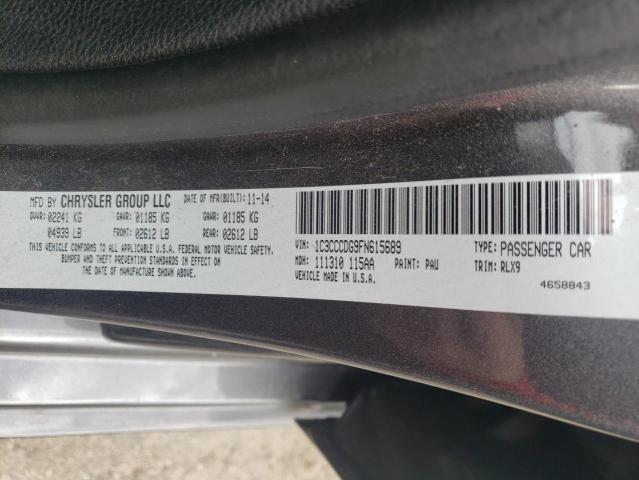 MFD BY CHRYSLER GROUP LLC DATE OF MFR(BUILT): 11-14
GVWR: 02241 KG GAWR: 01185 KG GAWR: 01185 KG
04939 LB FRONT: 02612 LB REAR: 02612 LB
THIS VEHICLE CONFORMS TO ALL APPLICABLE U.S.A. FEDERAL MOTOR VEHICLE SAFETY,
BUMPER AND THEFT PREVENTION STANDARDS IN EFFECT ON
THE DATE OF MANUFACTURE SHOWN ABOVE.
VIN: 1C3CCCDG9FN615689 TYPE: PASSENGER CAR
MDH: 111310 115AA PAINT: PAU TRIM: RLX9
VEHICLE MADE IN U.S.A.
4658843